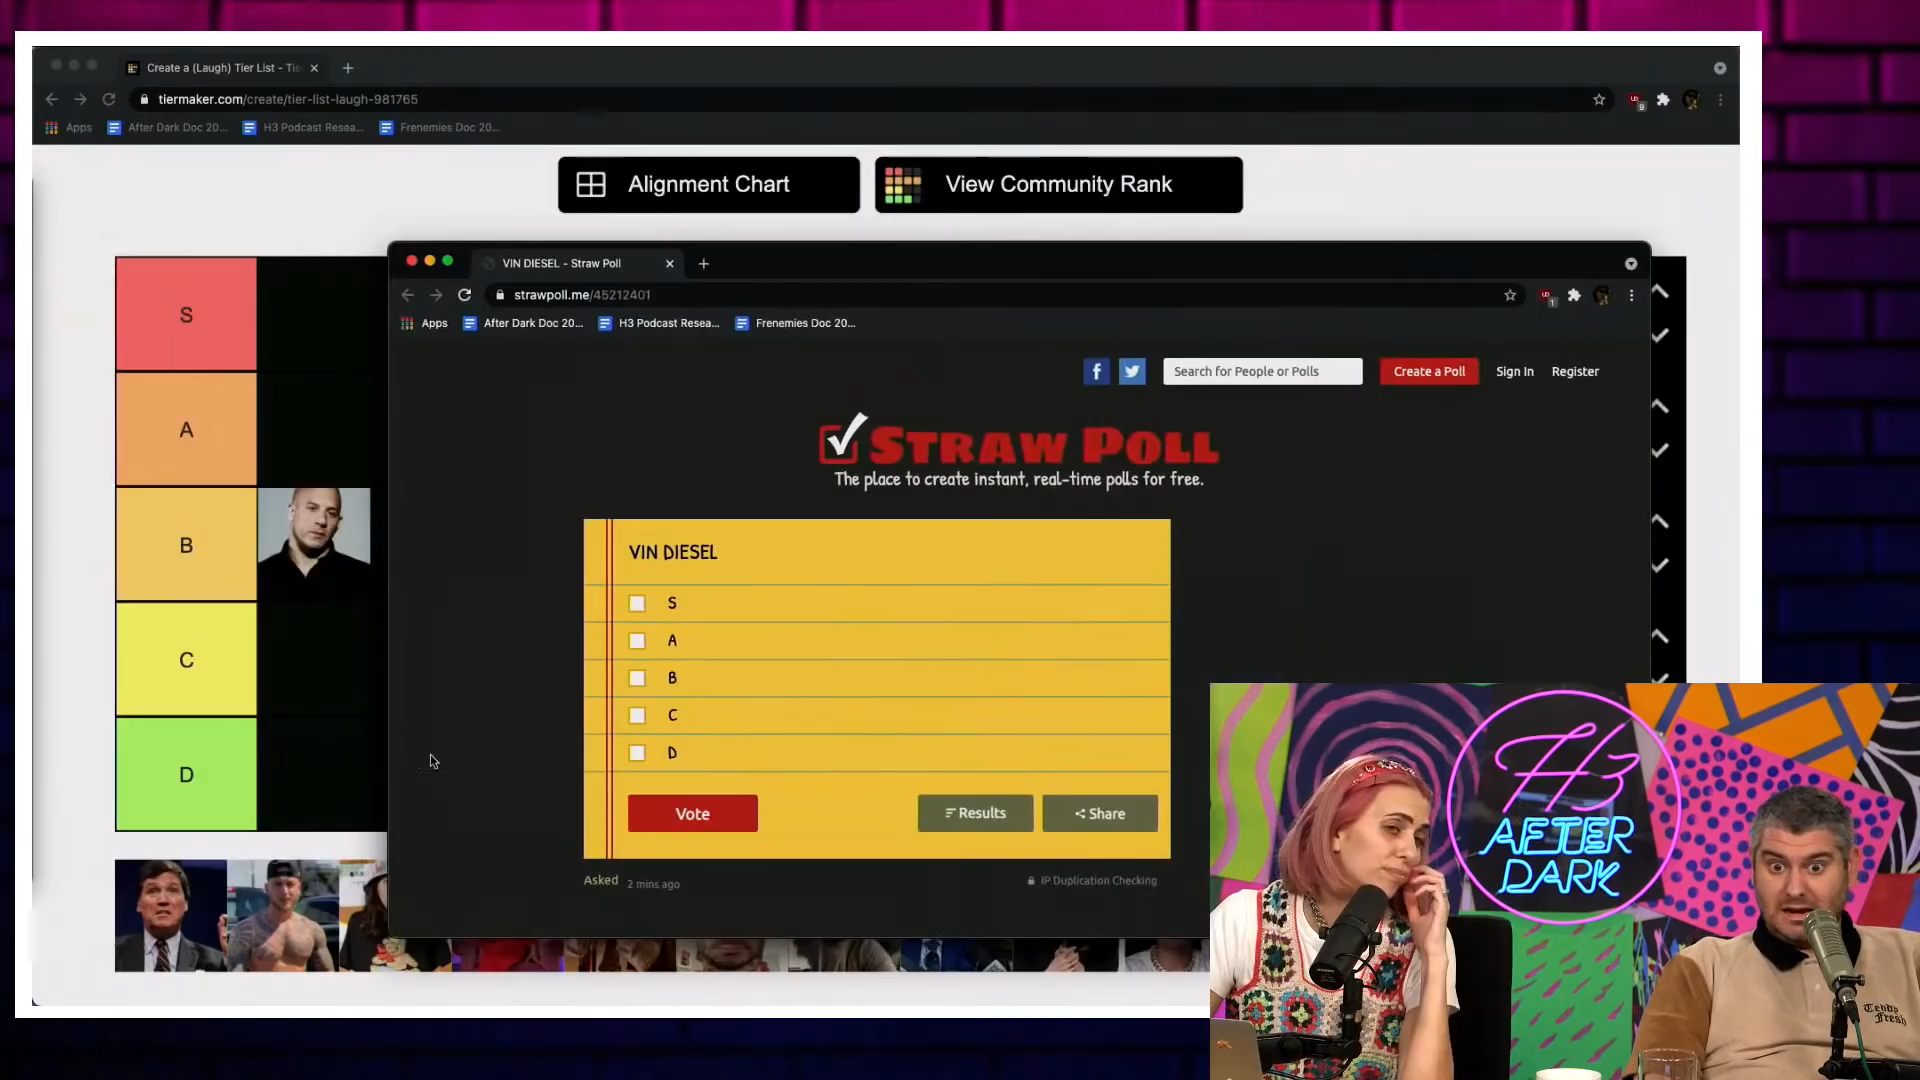 Create a (Laugh) Tier List - Tie
tiermaker.com/create/tier-list-laugh-981765
9
Apps
After Dark Doc 20...
H3 Podcast Resea...
Frenemies Doc 20...
Alignment Chart
View Community Rank
S
A
B
C
D
VIN DIESEL - Straw Poll
strawpoll.me/45212401
1
Apps
After Dark Doc 20...
H3 Podcast Resea...
Frenemies Doc 20...
f
Search for People or Polls
Create a Poll
Sign In
Register
STRAW POLL
The place to create instant, real-time polls for free.
VIN DIESEL
S
A
B
C
D
Vote
Results
Share
Asked
2 mins ago
IP Duplication Checking
H3
AFTER
DARK
Teddy
Fresh